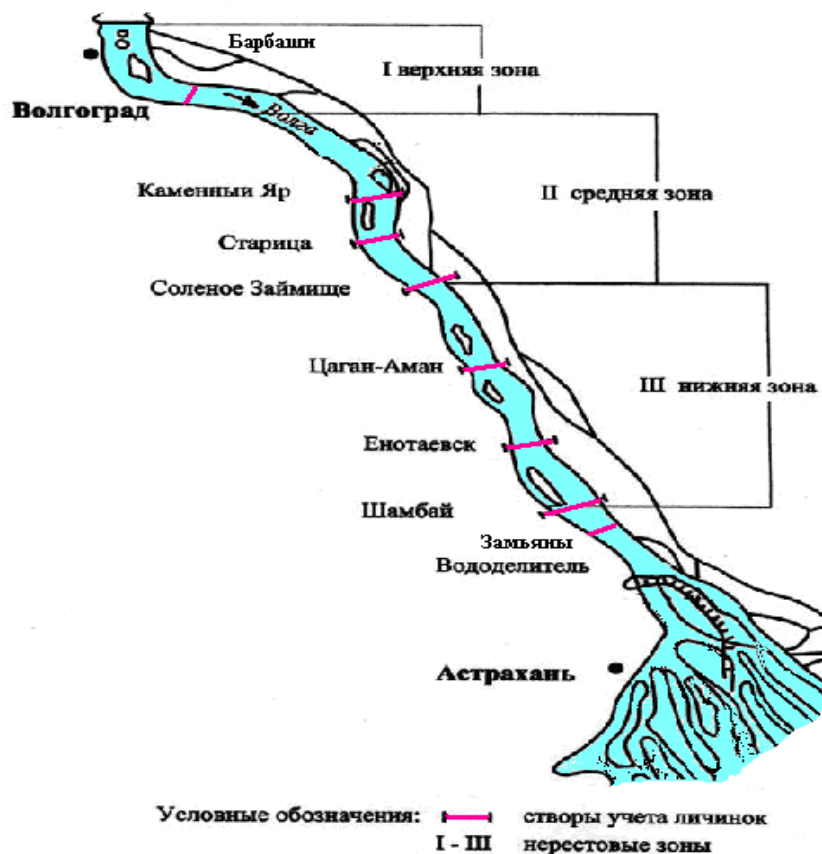 Барбаши
I верхняя зона
Волгоград
Волга
Каменный Яр
II средняя зона
Старица
Соленое Займище
Цаган-Аман
III нижняя зона
Енотаевск
Шамбай
Замьяны
Вододелитель
Астрахань
Условные обозначения: створы учета личинок
I - III нерестовые зоны